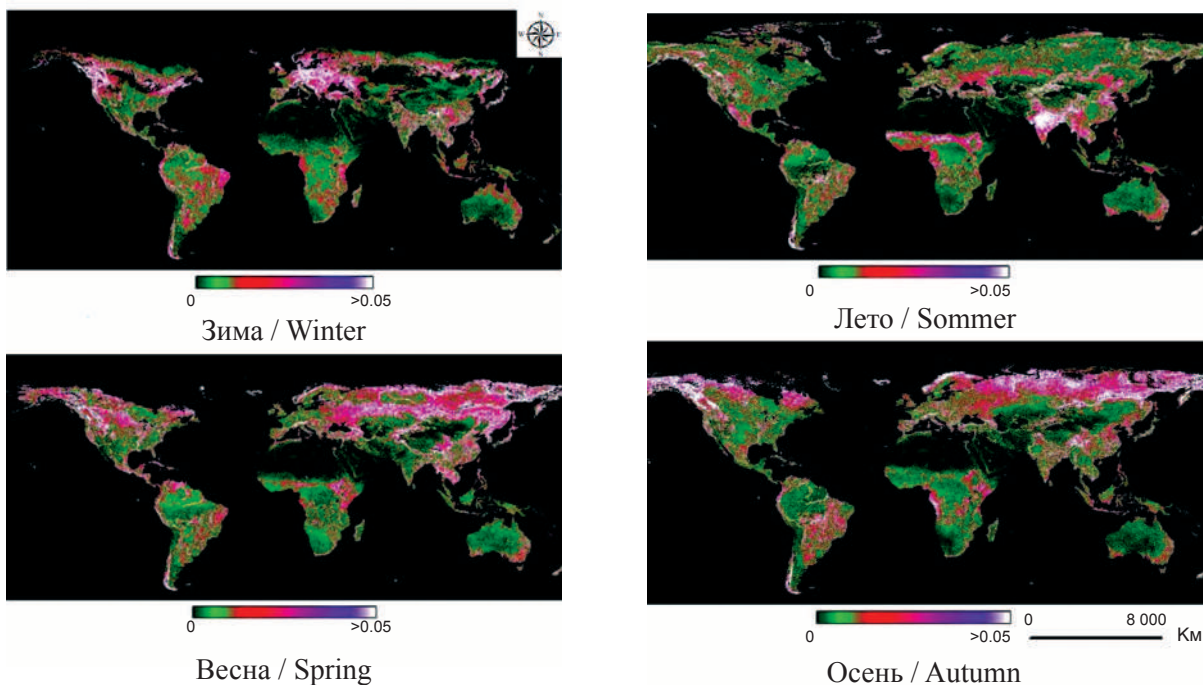 N
W E
S
0 >0.05
Зима / Winter
0 >0.05
Лето / Sommer
0 >0.05
Весна / Spring
0 >0.05
Осень / Autumn
0 8 000
Км